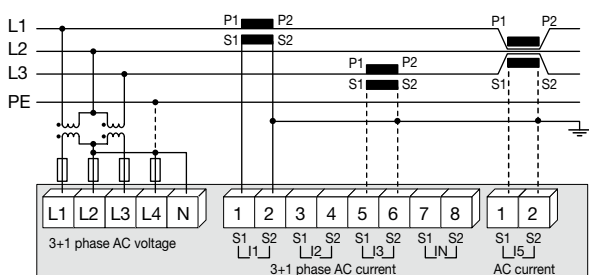 P1 P2 P1 P2
L1
S1 S2
L2
P1 P2
L3
S1 S2 S1 S2
PE
L1 L2 L3 L4 N 1 2 3 4 5 6 7 8 1 2
S1 S2 S1 S2 S1 S2 S1 S2 S1 S2
3+1 phase AC voltage I1 I2 I3 IN I5
3+1 phase AC current AC current